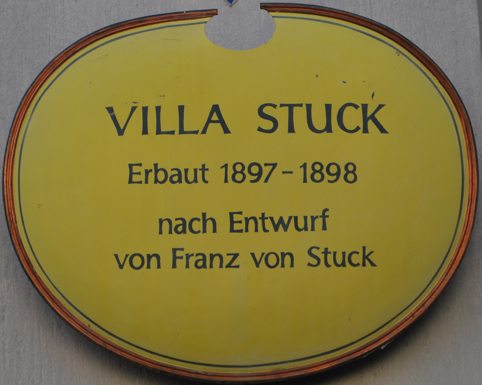 VILLA STUCK
Erbaut 1897-1898
nach Entwurf
von Franz von Stuck